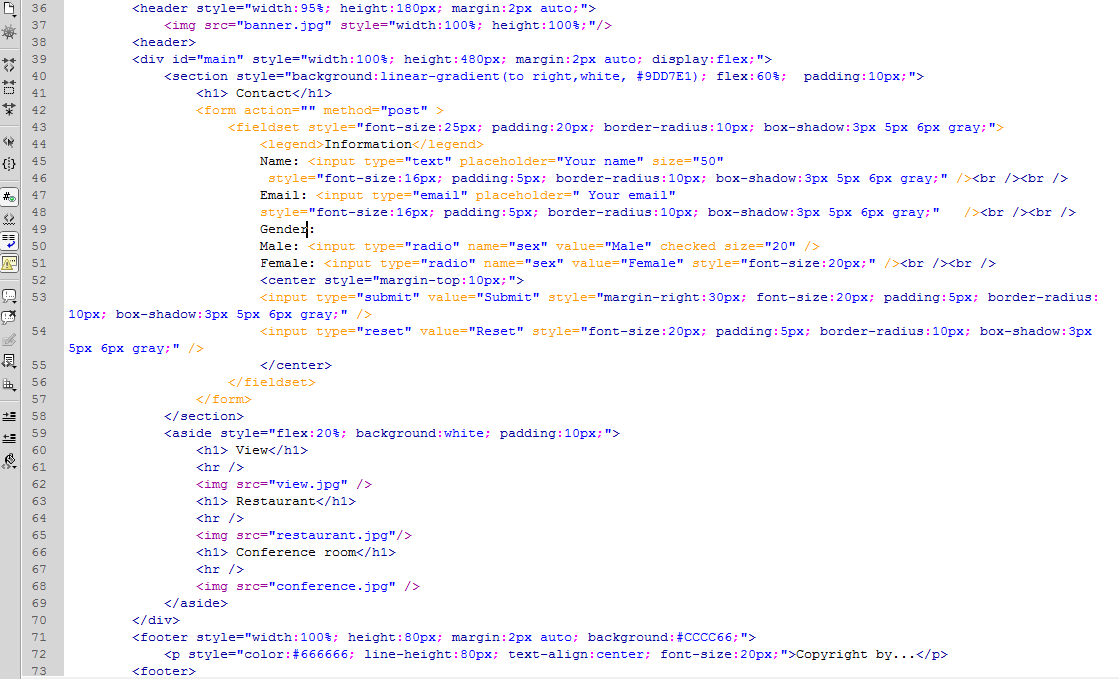 36 <header style="width:95%; height:180px; margin:2px auto;">
37 <img src="banner.jpg" style="width:100%; height:100%;"/>
38 <header>
39 <div id="main" style="width:100%; height:480px; margin:2px auto; display:flex;">
40 <section style="background:linear-gradient(to right,white, #9DD7E1); flex:60%;  padding:10px;">
41 <h1> Contact</h1>
42 <form action="" method="post" >
43 <fieldset style="font-size:25px; padding:20px; border-radius:10px; box-shadow:3px 5px 6px gray;">
44 <legend>Information</legend>
45 Name: <input type="text" placeholder="Your name" size="50"
46 style="font-size:16px; padding:5px; border-radius:10px; box-shadow:3px 5px 6px gray;" /><br /><br />
47 Email: <input type="email" placeholder=" Your email"
48 style="font-size:16px; padding:5px; border-radius:10px; box-shadow:3px 5px 6px gray;"   /><br /><br />
49 Gender:
50 Male: <input type="radio" name="sex" value="Male" checked size="20" />
51 Female: <input type="radio" name="sex" value="Female" style="font-size:20px;" /><br /><br />
52 <center style="margin-top:10px;">
53 <input type="submit" value="Submit" style="margin-right:30px; font-size:20px; padding:5px; border-radius:
10px; box-shadow:3px 5px 6px gray;" />
54 <input type="reset" value="Reset" style="font-size:20px; padding:5px; border-radius:10px; box-shadow:3px
5px 6px gray;" />
55 </center>
56 </fieldset>
57 </form>
58 </section>
59 <aside style="flex:20%; background:white; padding:10px;">
60 <h1> View</h1>
61 <hr />
62 <img src="view.jpg" />
63 <h1> Restaurant</h1>
64 <hr />
65 <img src="restaurant.jpg"/>
66 <h1> Conference room</h1>
67 <hr />
68 <img src="conference.jpg" />
69 </aside>
70 </div>
71 <footer style="width:100%; height:80px; margin:2px auto; background:#CCCC66;">
72 <p style="color:#666666; line-height:80px; text-align:center; font-size:20px;">Copyright by...</p>
73 <footer>